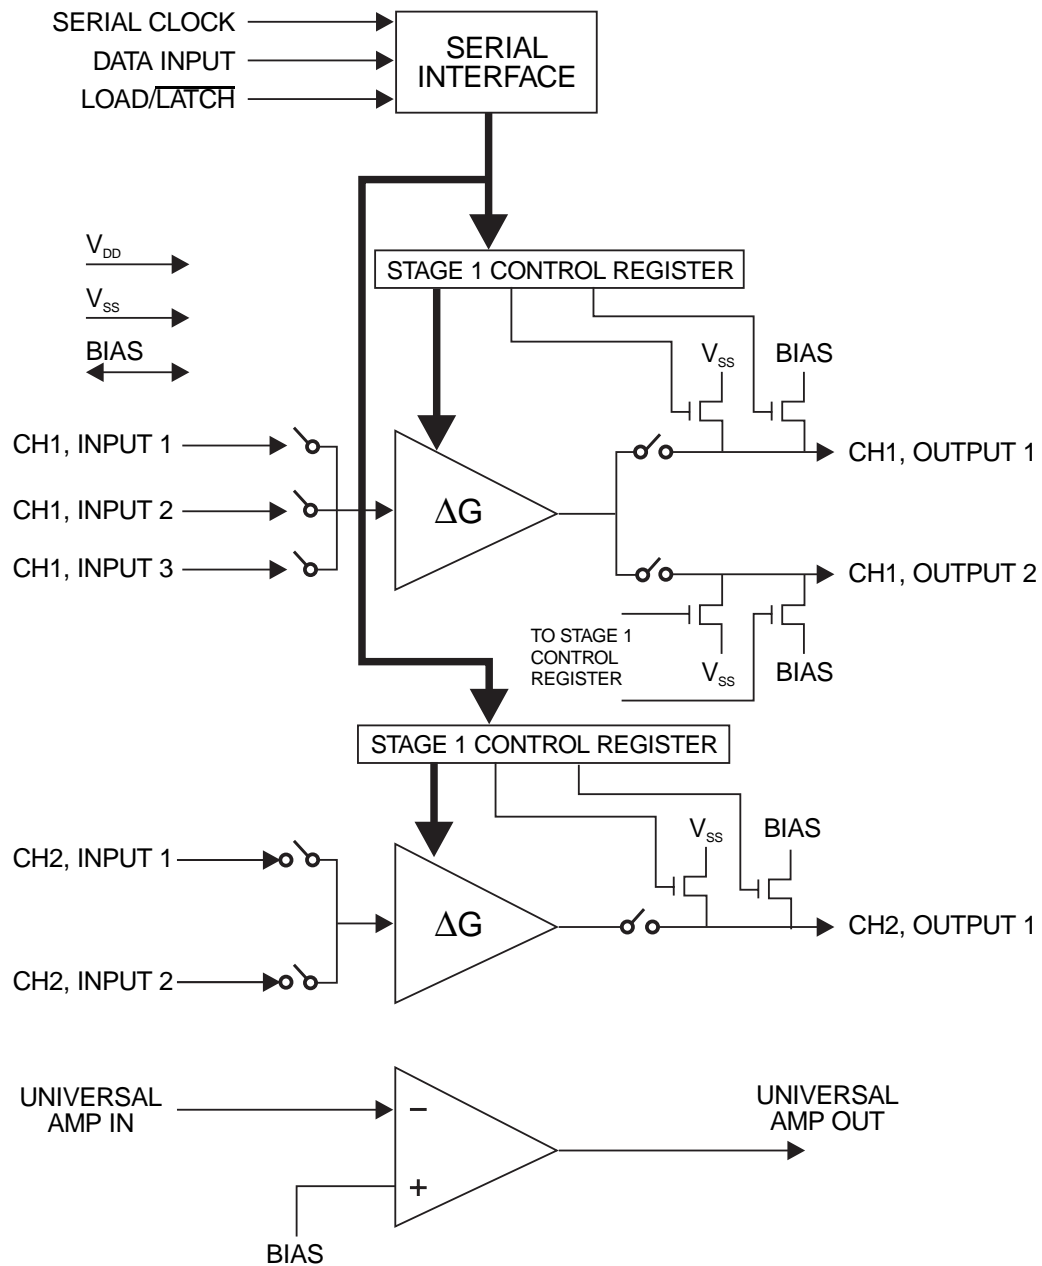 SERIAL CLOCK
DATA INPUT
LOAD/LATCH
SERIAL
INTERFACE
VDD
VSS
BIAS
STAGE 1 CONTROL REGISTER
VSS
BIAS
CH1, INPUT 1
CH1, INPUT 2
CH1, INPUT 3
ΔG
CH1, OUTPUT 1
CH1, OUTPUT 2
TO STAGE 1
CONTROL
REGISTER
VSS
BIAS
STAGE 1 CONTROL REGISTER
VSS
BIAS
CH2, INPUT 1
CH2, INPUT 2
ΔG
CH2, OUTPUT 1
UNIVERSAL
AMP IN
−
+
BIAS
UNIVERSAL
AMP OUT